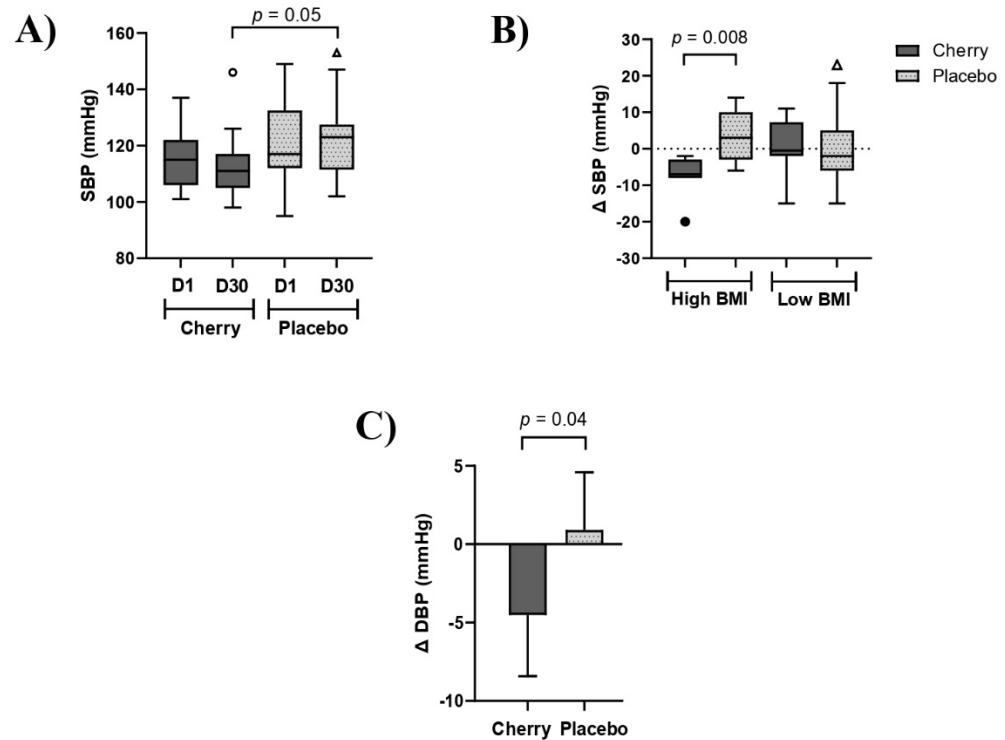 A)
p = 0.05
160
140
120
100
80
SBP (mmHg)
D1 D30 D1 D30
Cherry Placebo
B)
p = 0.008
30
20
10
0
-10
-20
-30
Δ SBP (mmHg)
High BMI Low BMI
Cherry
Placebo
C)
p = 0.04
5
0
-5
-10
Δ DBP (mmHg)
Cherry Placebo